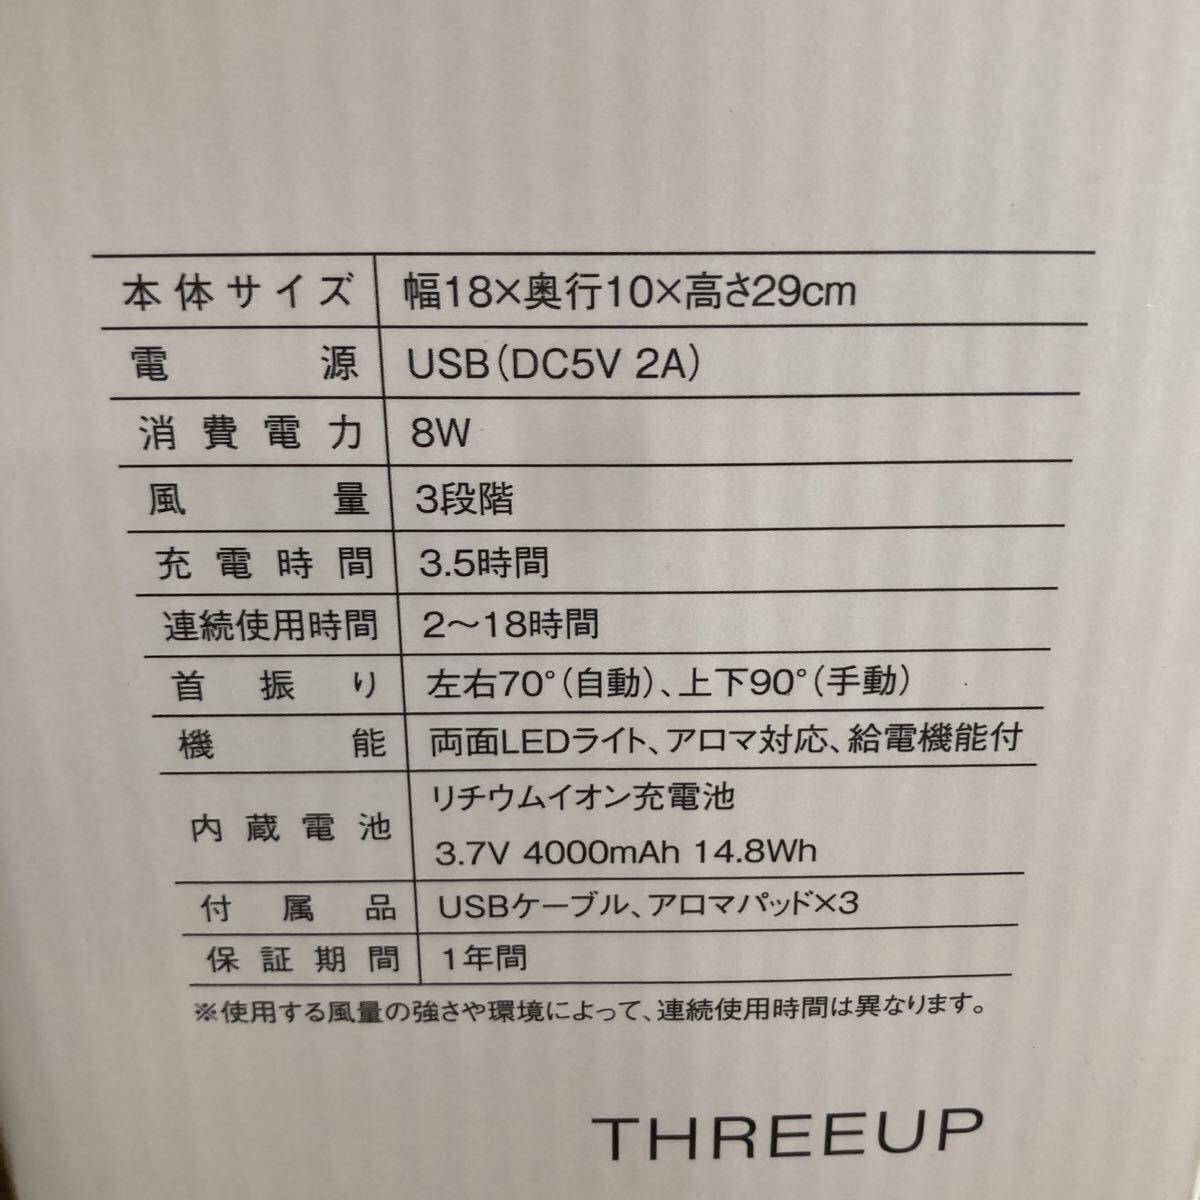 本体サイズ 幅18×奥行10×高さ29cm
電源 USB(DC5V 2A)
消費電力 8W
風量 3段階
充電時間 3.5時間
連続使用時間 2〜18時間
首振り 左右70°(自動)、上下90°(手動)
機能 両面LEDライト、アロマ対応、給電機能付
内蔵電池 リチウムイオン充電池
3.7V 4000mAh 14.8Wh
付属品 USBケーブル、アロマパッド×3
保証期間 1年間
※使用する風量の強さや環境によって、連続使用時間は異なります。
THREEUP